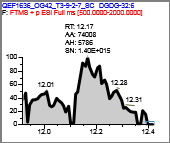 QEF1636_OG42_T3-9-2-7_SC DGDG-32:6
F: FTMS + p ESI Full ms [500.0000-2000.0000]
RT: 12.17
AA: 74008
AH: 5786
SN: 1.40E+015
100
80
60
40
20
0
12.01
12.28
12.31
12.0
12.2
12.4